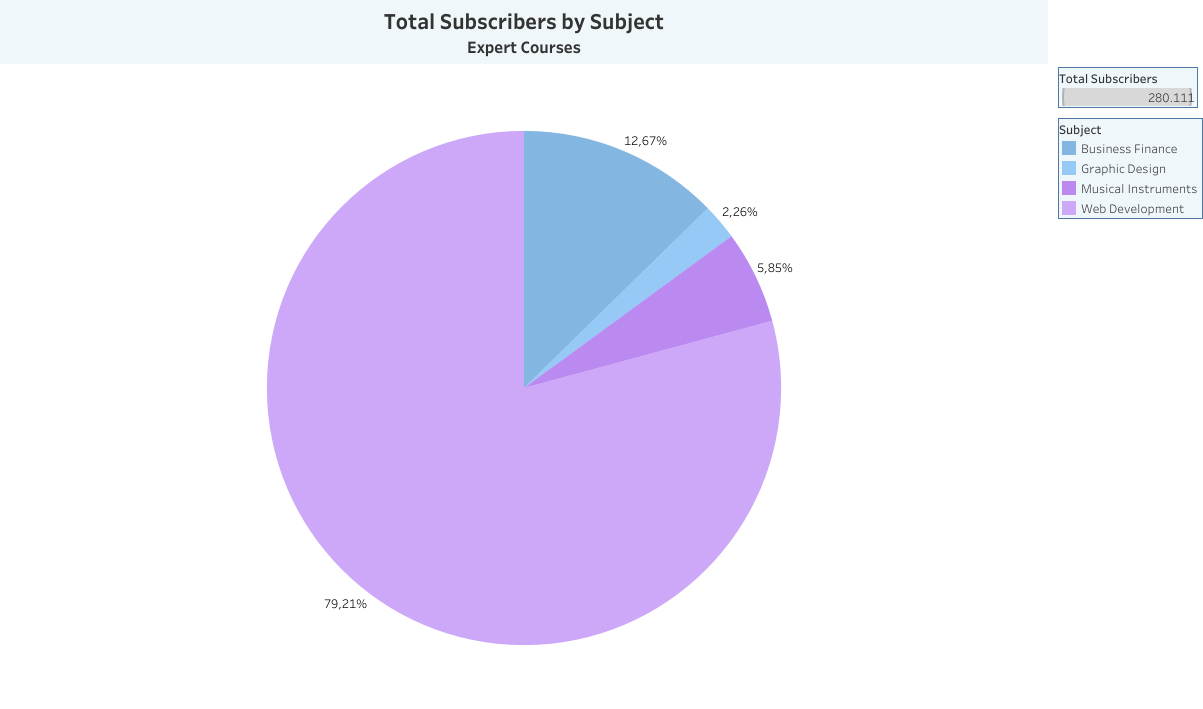 Total Subscribers by Subject
Expert Courses
Total Subscribers
280.111
Subject
Business Finance
Graphic Design
Musical Instruments
Web Development
12,67%
2,26%
5,85%
79,21%